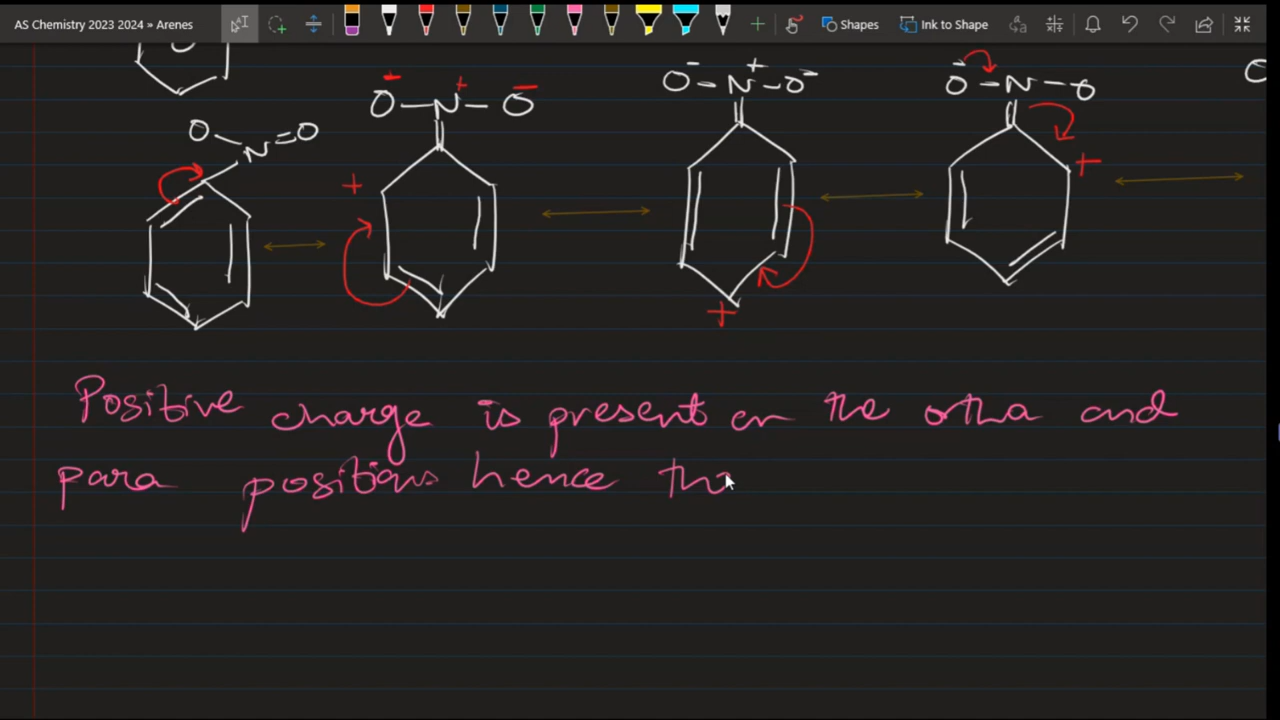 AS Chemistry 2023 2024 » Arenes
Shapes
Ink to Shape
O N O
O N = O
- + -
O - N - O
+
- + -
O - N - O
+
-
O - N - O
+
Positive charge is present on the ortha and
para positions hence the